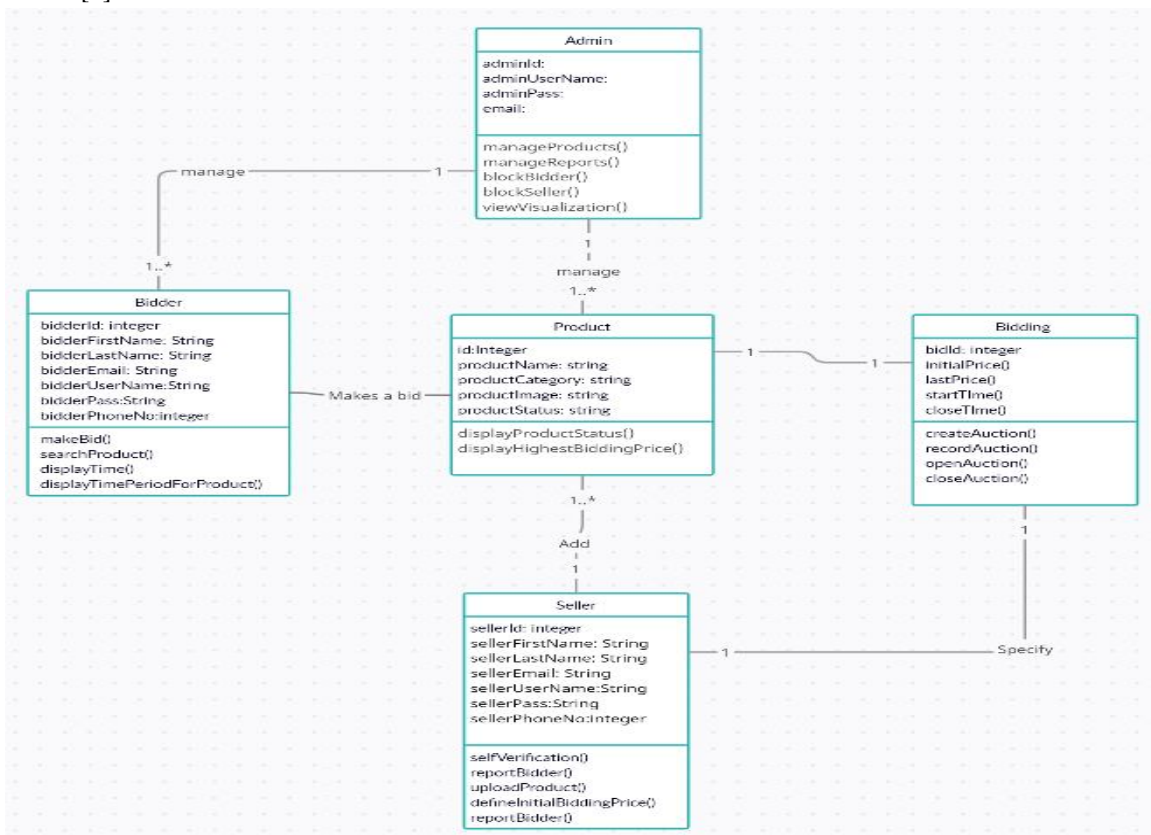 Admin
adminId:
adminUserName:
adminPass:
email:
manageProducts()
manageReports()
blockBidder()
blockSeller()
viewVisualization()
manage
1
1..*
1
manage
1..*
Bidder
bidderId: integer
bidderFirstName: String
bidderLastName: String
bidderEmail: String
bidderUserName:String
bidderPass:String
bidderPhoneNo:integer
makeBid()
searchProduct()
displayTime()
displayTimePeriodForProduct()
Makes a bid
Product
id:Integer
productName: string
productCategory: string
productImage: string
productStatus: string
displayProductStatus()
displayHighestBiddingPrice()
1
1
Bidding
bidId: integer
initialPrice()
lastPrice()
startTIme()
closeTIme()
createAuction()
recordAuction()
openAuction()
closeAuction()
1..*
Add
1
1
Specify
1
Seller
sellerId: integer
sellerFirstName: String
sellerLastName: String
sellerEmail: String
sellerUserName:String
sellerPass:String
sellerPhoneNo:Integer
selfVerification()
reportBidder()
uploadProduct()
defineInitialBiddingPrice()
reportBidder()